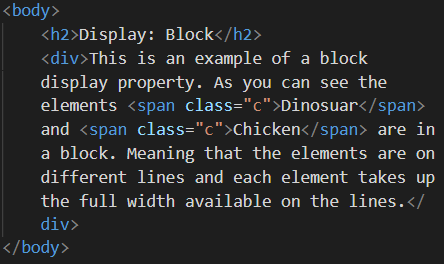 <body>
<h2>Display: Block</h2>
<div>This is an example of a block
display property. As you can see the
elements <span class="c">Dinosuar</span>
and <span class="c">Chicken</span> are in
a block. Meaning that the elements are on
different lines and each element takes up
the full width available on the lines.</
div>
</body>